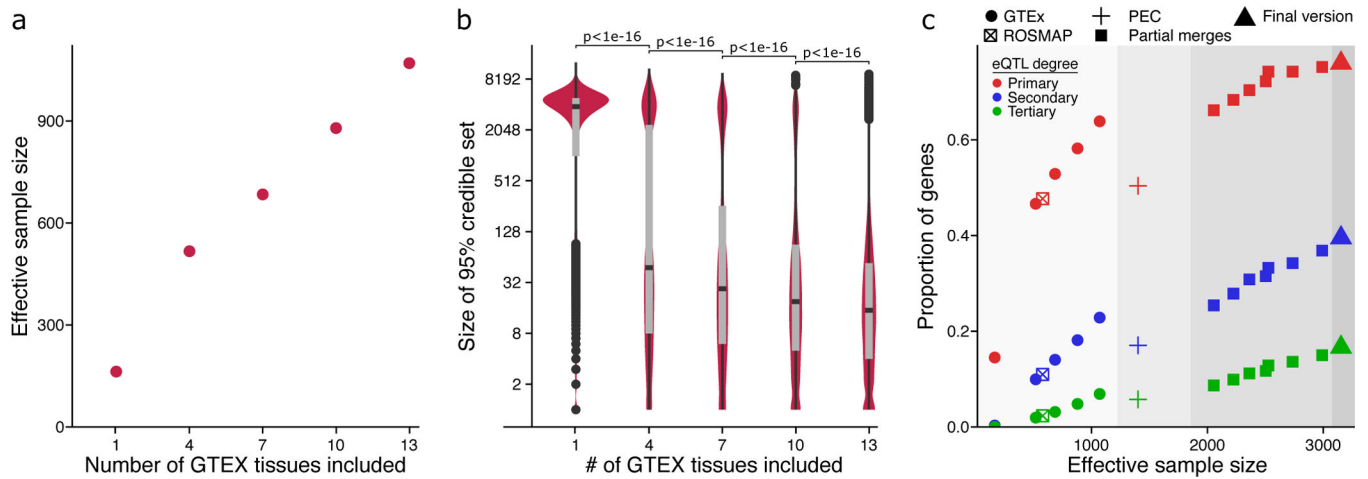 a
Effective sample size
900
600
300
0
1 4 7 10 13
Number of GTEX tissues included
b
p<1e-16
p<1e-16
p<1e-16
p<1e-16
Size of 95% credible set
8192
2048
512
128
32
8
2
1 4 7 10 13
# of GTEX tissues included
c
GTEx PEC Final version
ROSMAP Partial merges
eQTL degree
Primary
Secondary
Tertiary
Proportion of genes
0.6
0.4
0.2
0.0
1000 2000 3000
Effective sample size